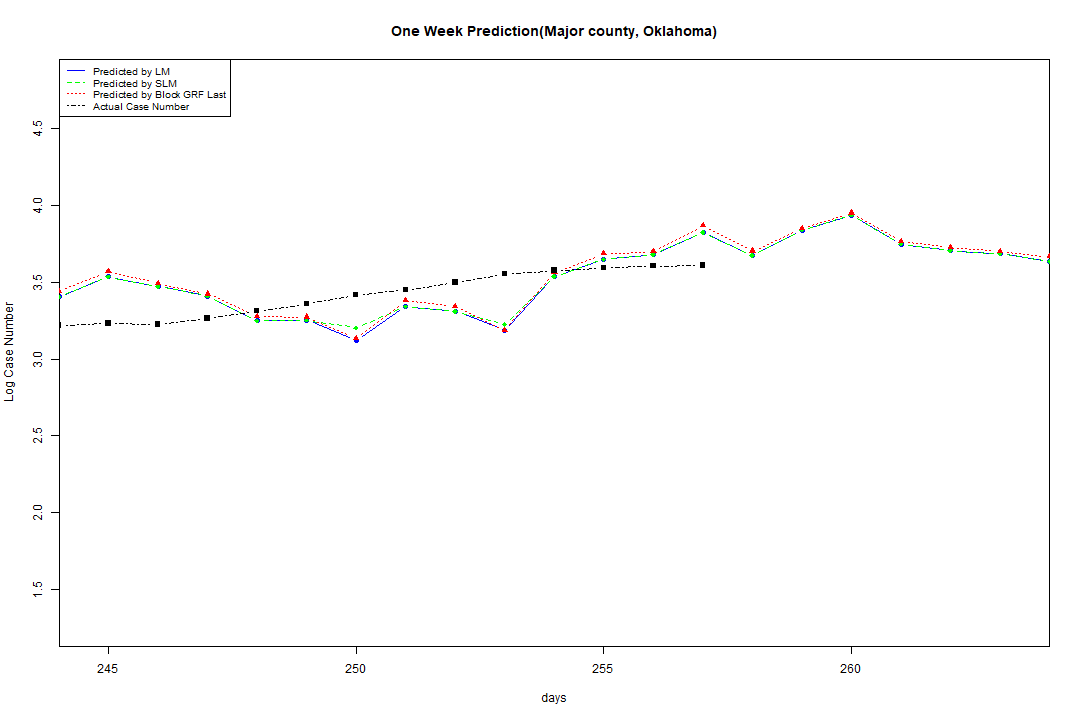 One Week Prediction(Major county, Oklahoma)
Predicted by LM
Predicted by SLM
Predicted by Block GRF Last
Actual Case Number
4.5
4.0
3.5
3.0
2.5
2.0
1.5
Log Case Number
245 250 255 260
days